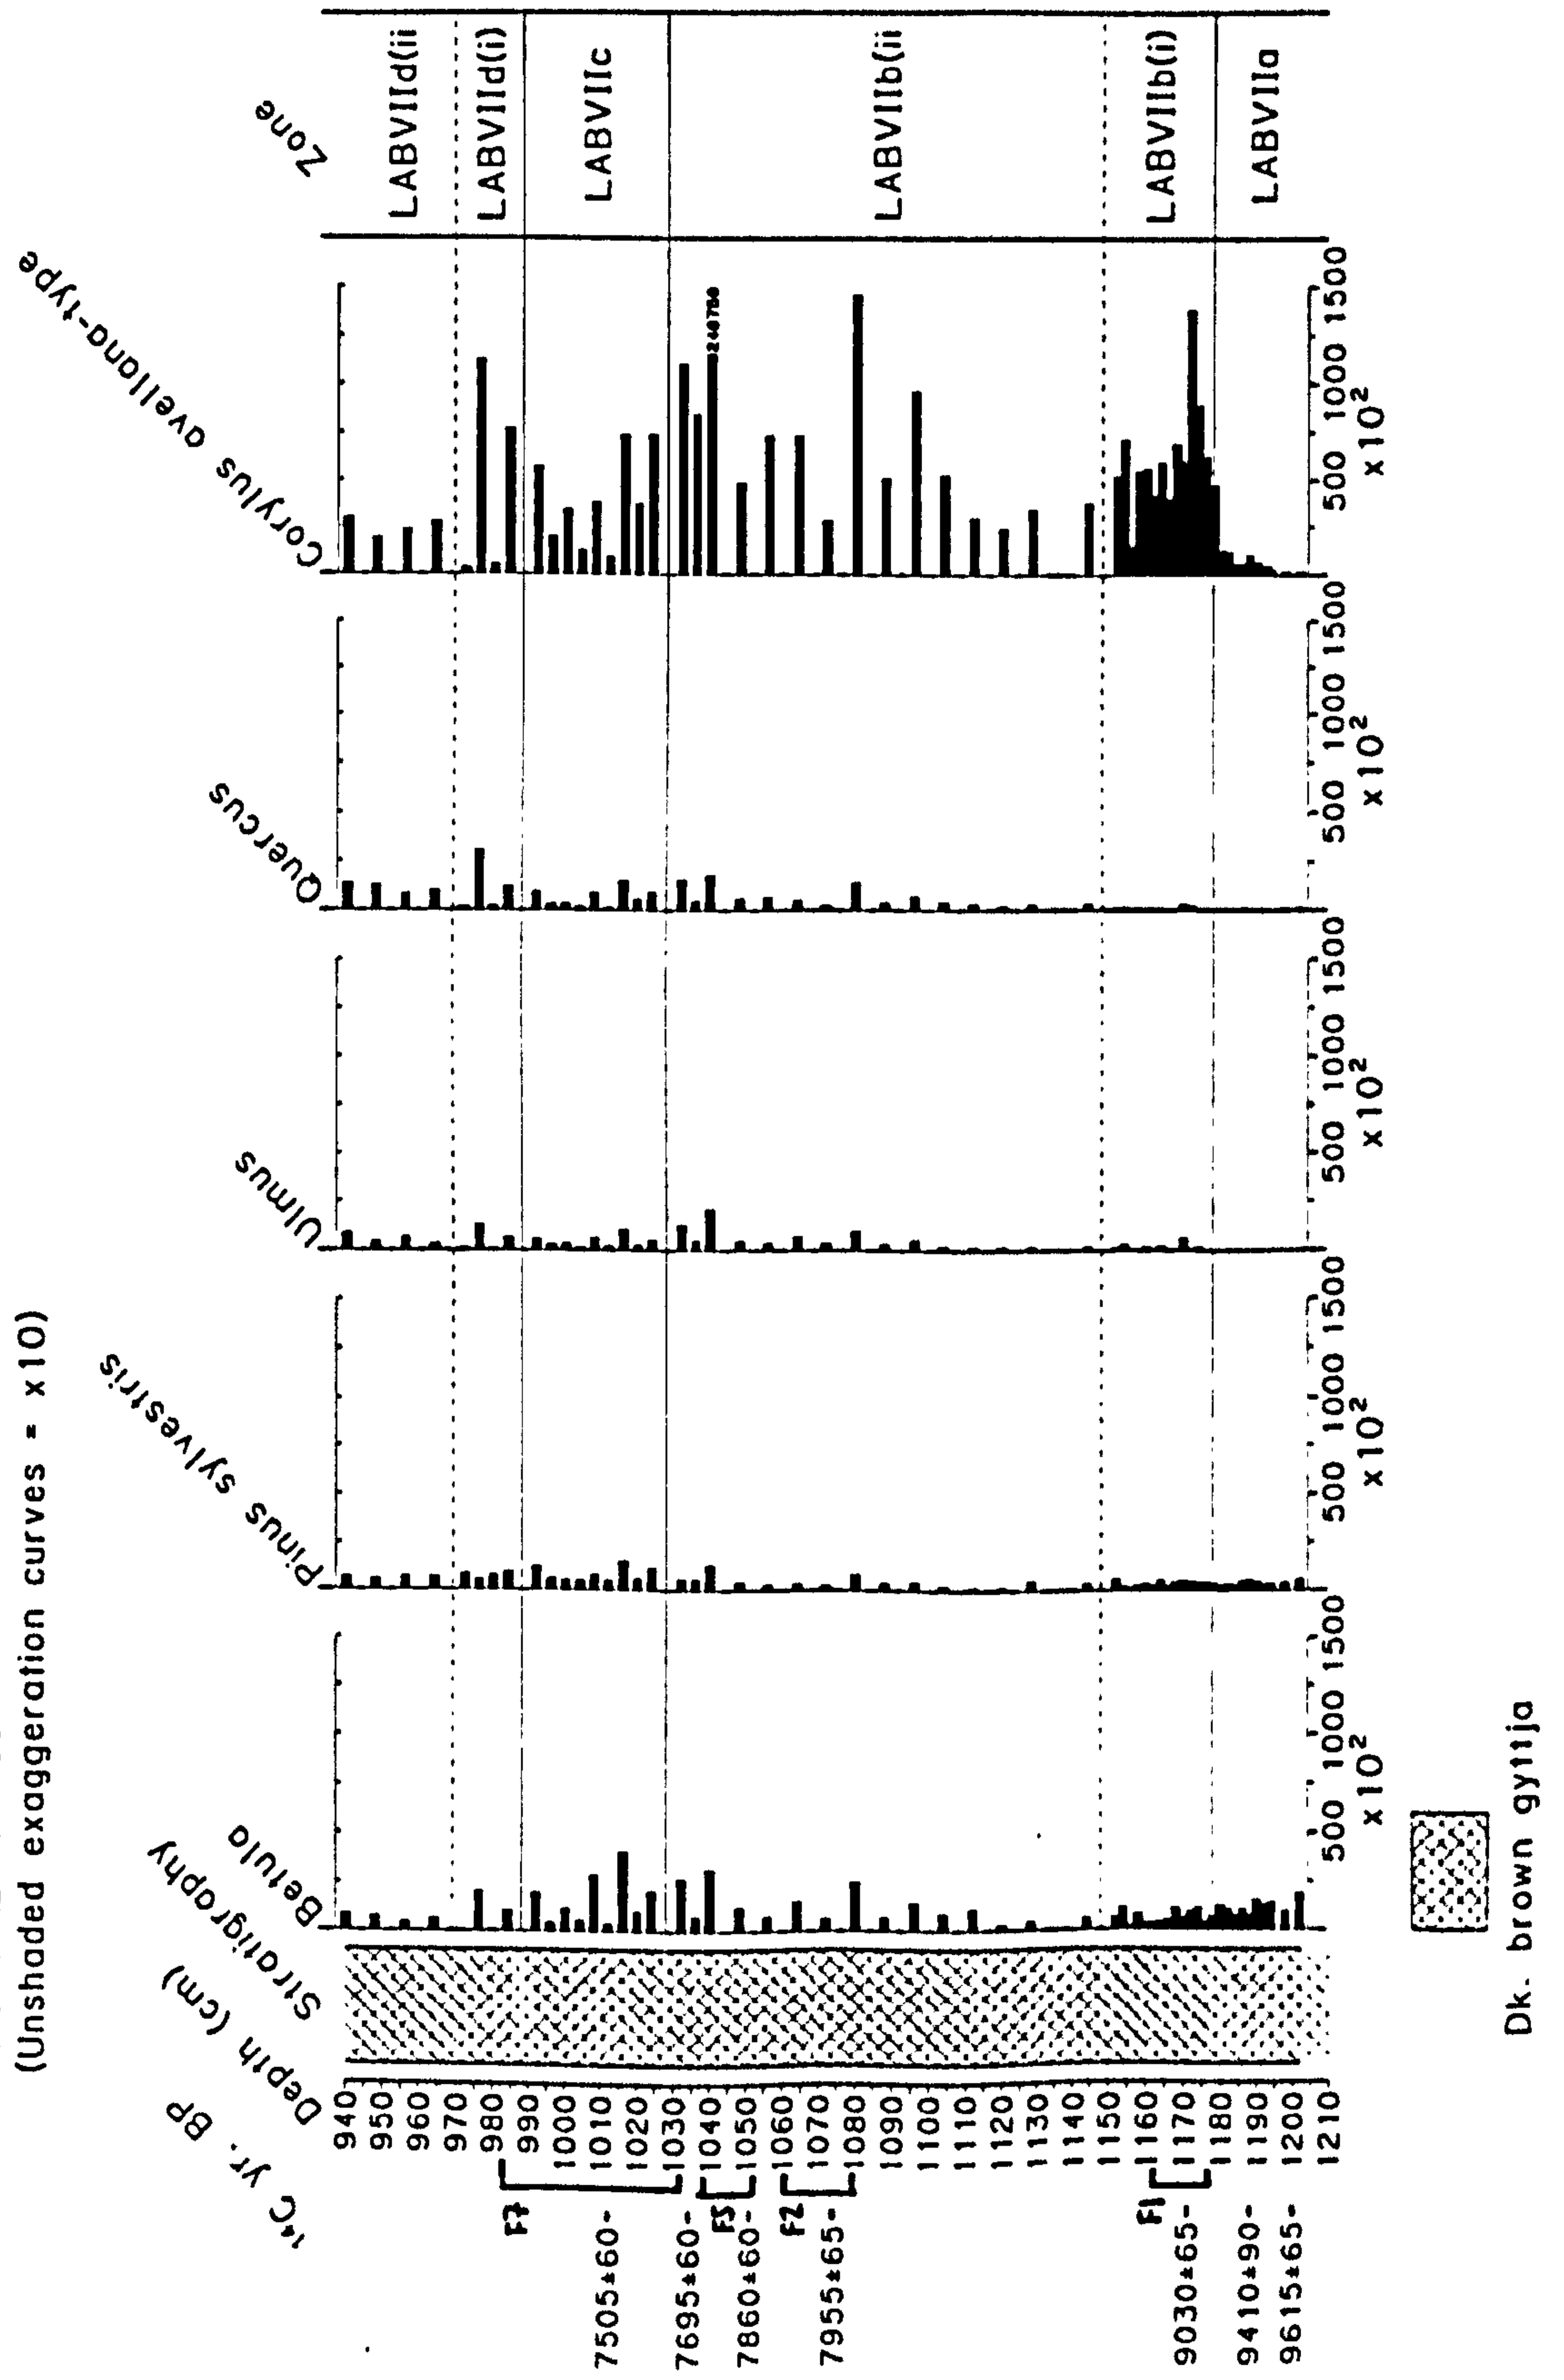 (Unshaded exaggeration curves = x10)
¹⁴C yr. BP
Depth (cm)
Stratigraphy
Betula
Pinus sylvestris
Ulmus
Quercus
Corylus avellana-type
Zone
940
950
960
970
980
990
1000
1010
1020
1030
1040
1050
1060
1070
1080
1090
1100
1110
1120
1130
1140
1150
1160
1170
1180
1190
1200
1210
F7
F5
F2
F1
7505±60-
7695±60-
7860±60-
7955±65-
9030±65-
9410±90-
9615±65-
LABVIId(ii
LABVIId(i)
LABVIIc
LABVIIb(ii
LABVIIb(i)
LABVIIa
500 1000 1500
x10²
500 1000 1500
x10²
500 1000 1500
x10²
500 1000 1500
x10²
500 1000 1500
x10²
Dk. brown gyttja